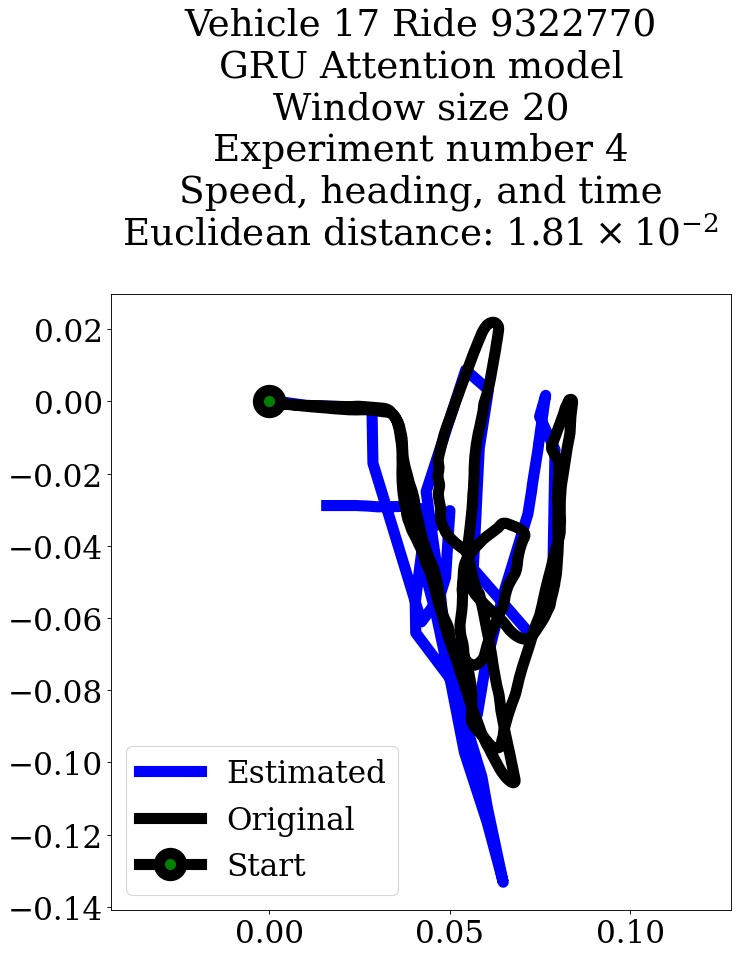 Vehicle 17 Ride 9322770
GRU Attention model
Window size 20
Experiment number 4
Speed, heading, and time
Euclidean distance: 1.81 × 10⁻²
0.02
0.00
−0.02
−0.04
−0.06
−0.08
−0.10
−0.12
−0.14
Estimated
Original
Start
0.00 0.05 0.10